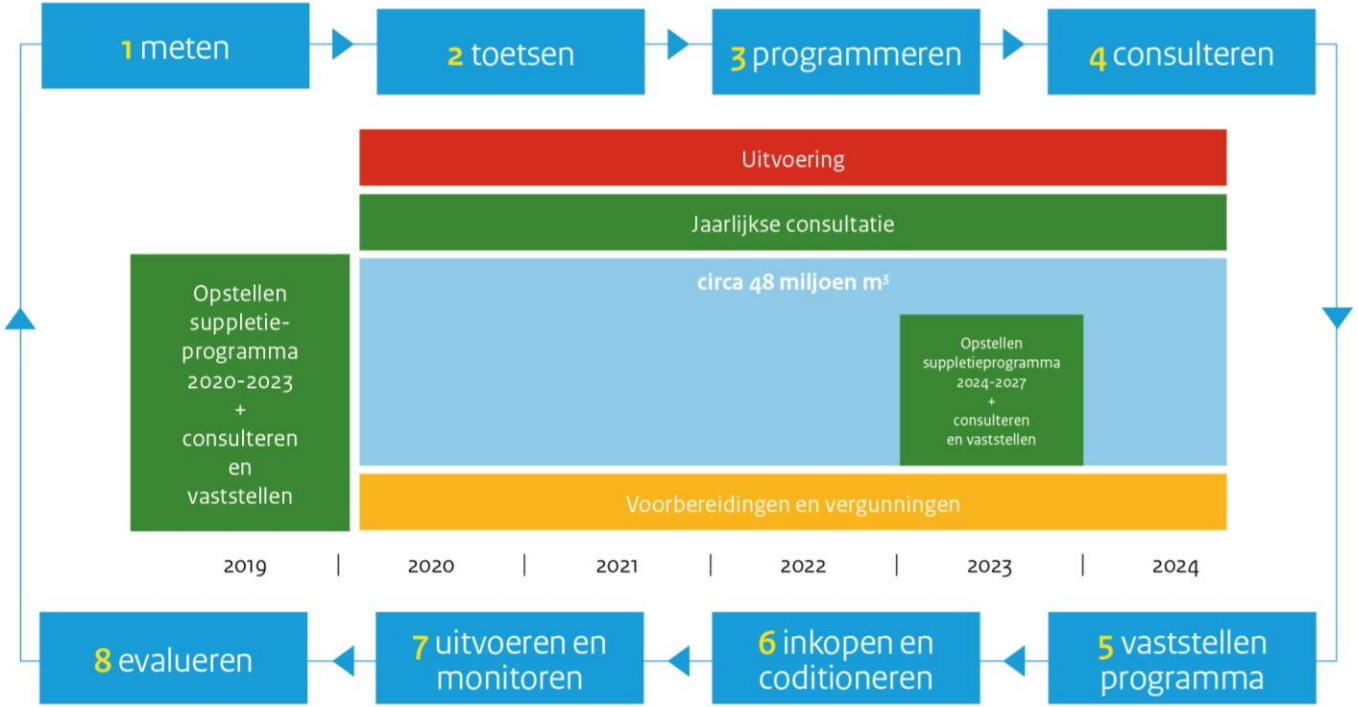 1 meten
2 toetsen
3 programmeren
4 consulteren
Uitvoering
Jaarlijkse consultatie
circa 48 miljoen m³
Opstellen
suppletie-
programma
2020-2023
+
consulteren
en
vaststellen
Opstellen
suppletieprogramma
2024-2027
+
consulteren
en vaststellen
Voorbereidingen en vergunningen
2019 | 2020 | 2021 | 2022 | 2023 | 2024
8 evalueren
7 uitvoeren en
monitoren
6 inkopen en
coditioneren
5 vaststellen
programma